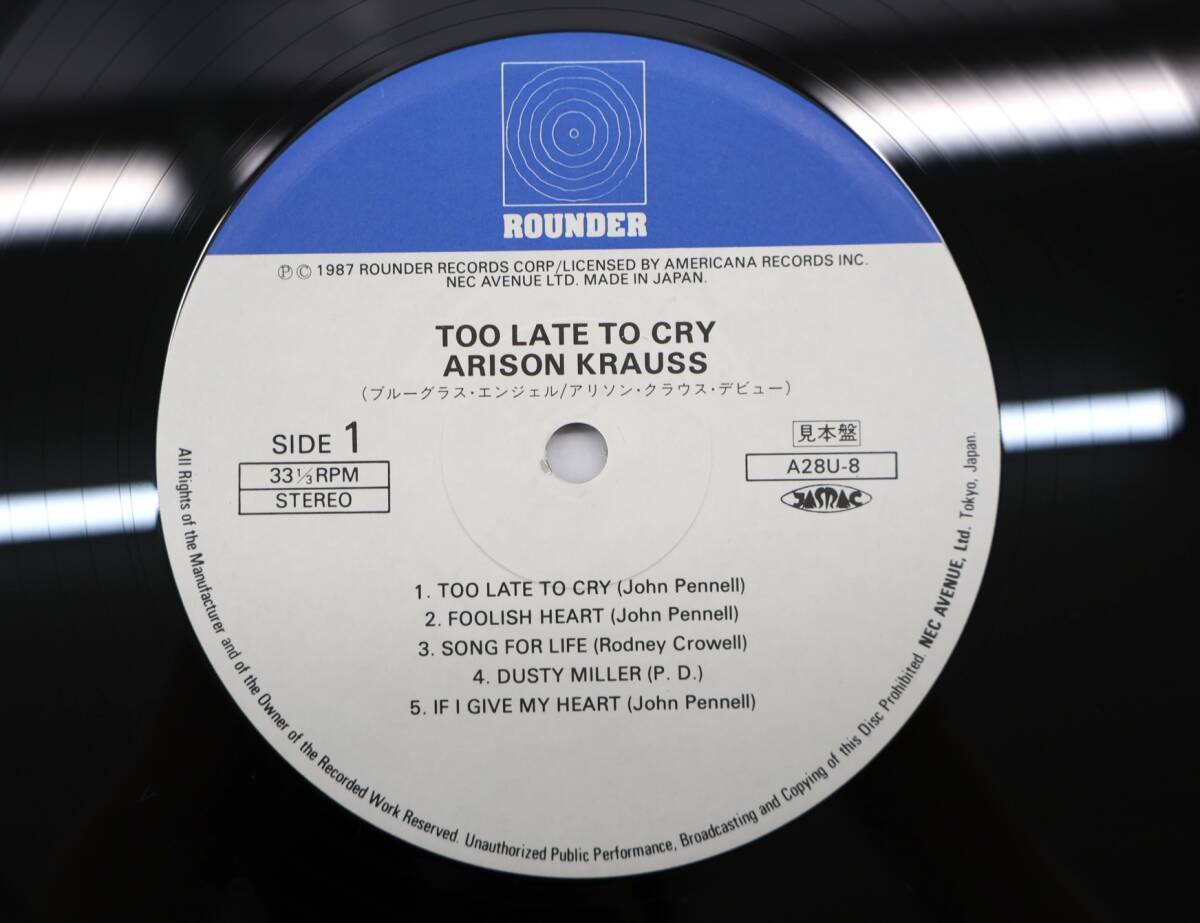 ROUNDER
Ⓟ© 1987 ROUNDER RECORDS CORP/LICENSED BY AMERICANA RECORDS INC.
NEC AVENUE LTD. MADE IN JAPAN.
TOO LATE TO CRY
ARISON KRAUSS
(ブルーグラス・エンジェル/アリソン・クラウス・デビュー)
SIDE 1
33 1/3 RPM
STEREO
見本盤
A28U-8
JASRAC
1. TOO LATE TO CRY (John Pennell)
2. FOOLISH HEART (John Pennell)
3. SONG FOR LIFE (Rodney Crowell)
4. DUSTY MILLER (P. D.)
5. IF I GIVE MY HEART (John Pennell)
All Rights of the Manufacturer and of the Owner of the Recorded Work Reserved. Unauthorized Public Performance, Broadcasting and Copying of this Disc Prohibited. NEC AVENUE, Ltd. Tokyo, Japan.